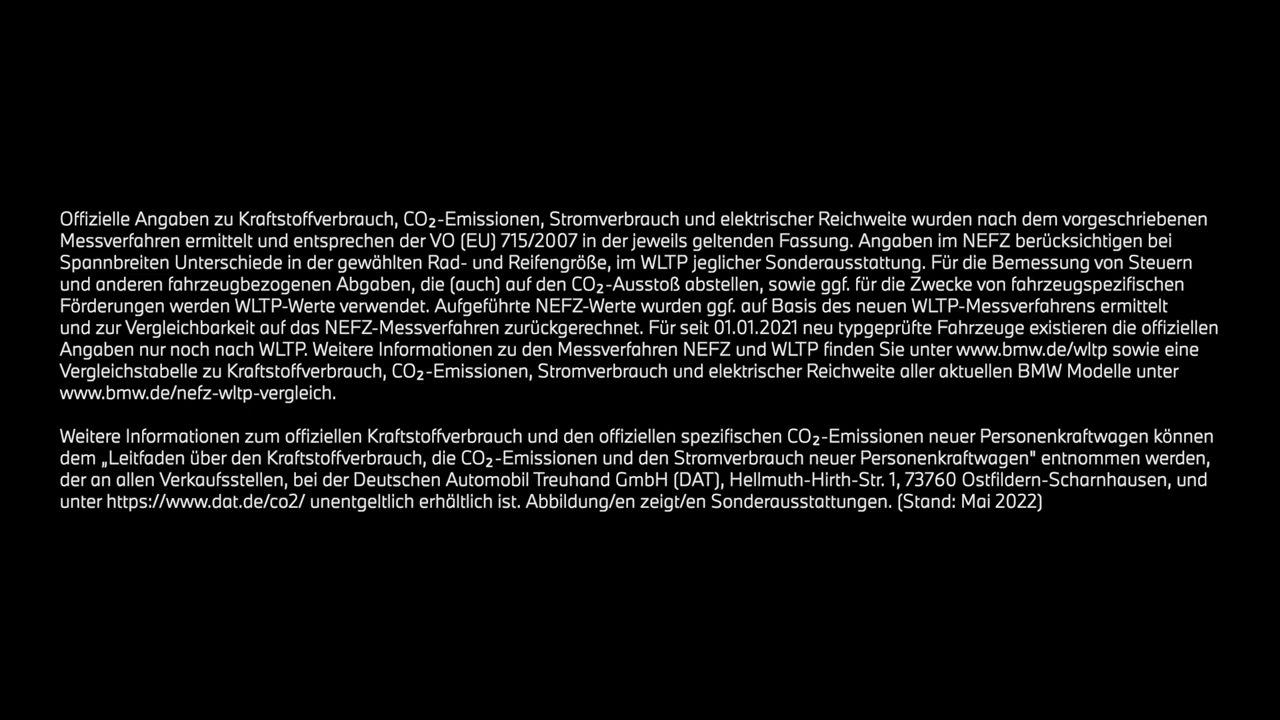 Offizielle Angaben zu Kraftstoffverbrauch, CO₂-Emissionen, Stromverbrauch und elektrischer Reichweite wurden nach dem vorgeschriebenen
Messverfahren ermittelt und entsprechen der VO (EU) 715/2007 in der jeweils geltenden Fassung. Angaben im NEFZ berücksichtigen bei
Spannbreiten Unterschiede in der gewählten Rad- und Reifengröße, im WLTP jeglicher Sonderausstattung. Für die Bemessung von Steuern
und anderen fahrzeugbezogenen Abgaben, die (auch) auf den CO₂-Ausstoß abstellen, sowie ggf. für die Zwecke von fahrzeugspezifischen
Förderungen werden WLTP-Werte verwendet. Aufgeführte NEFZ-Werte wurden ggf. auf Basis des neuen WLTP-Messverfahrens ermittelt
und zur Vergleichbarkeit auf das NEFZ-Messverfahren zurückgerechnet. Für seit 01.01.2021 neu typgeprüfte Fahrzeuge existieren die offiziellen
Angaben nur noch nach WLTP. Weitere Informationen zu den Messverfahren NEFZ und WLTP finden Sie unter www.bmw.de/wltp sowie eine
Vergleichstabelle zu Kraftstoffverbrauch, CO₂-Emissionen, Stromverbrauch und elektrischer Reichweite aller aktuellen BMW Modelle unter
www.bmw.de/nefz-wltp-vergleich.
Weitere Informationen zum offiziellen Kraftstoffverbrauch und den offiziellen spezifischen CO₂-Emissionen neuer Personenkraftwagen können
dem „Leitfaden über den Kraftstoffverbrauch, die CO₂-Emissionen und den Stromverbrauch neuer Personenkraftwagen" entnommen werden,
der an allen Verkaufsstellen, bei der Deutschen Automobil Treuhand GmbH (DAT), Hellmuth-Hirth-Str. 1, 73760 Ostfildern-Scharnhausen, und
unter https://www.dat.de/co2/ unentgeltlich erhältlich ist. Abbildung/en zeigt/en Sonderausstattungen. (Stand: Mai 2022)